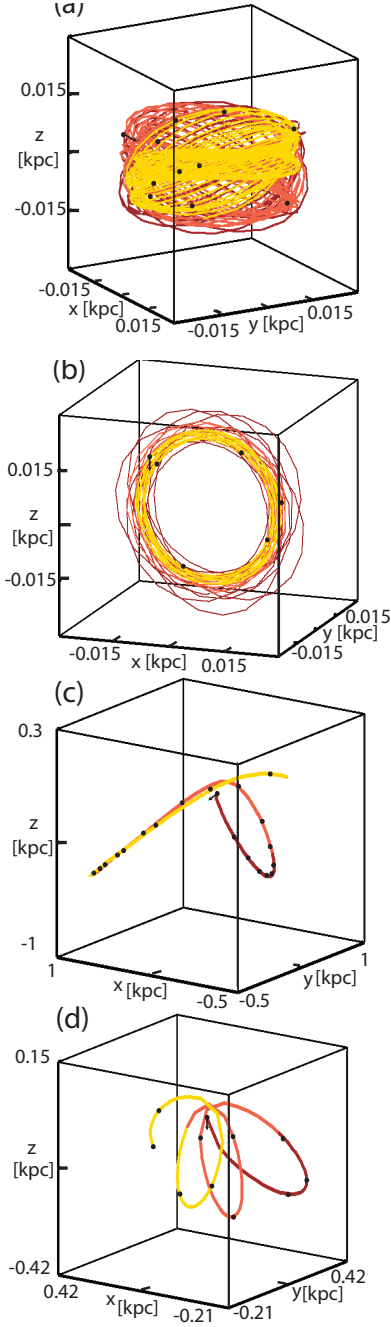 (a)
0.015
z
[kpc]
-0.015
-0.015
x [kpc]
0.015
-0.015
y [kpc]
0.015
(b)
0.015
z
[kpc]
-0.015
-0.015
x [kpc]
0.015
-0.015
y [kpc]
0.015
(c)
0.3
z
[kpc]
-1
1
x [kpc]
-0.5
-0.5
y [kpc]
1
(d)
0.15
z
[kpc]
-0.42
0.42
x [kpc]
-0.21
-0.21
y[kpc]
0.42